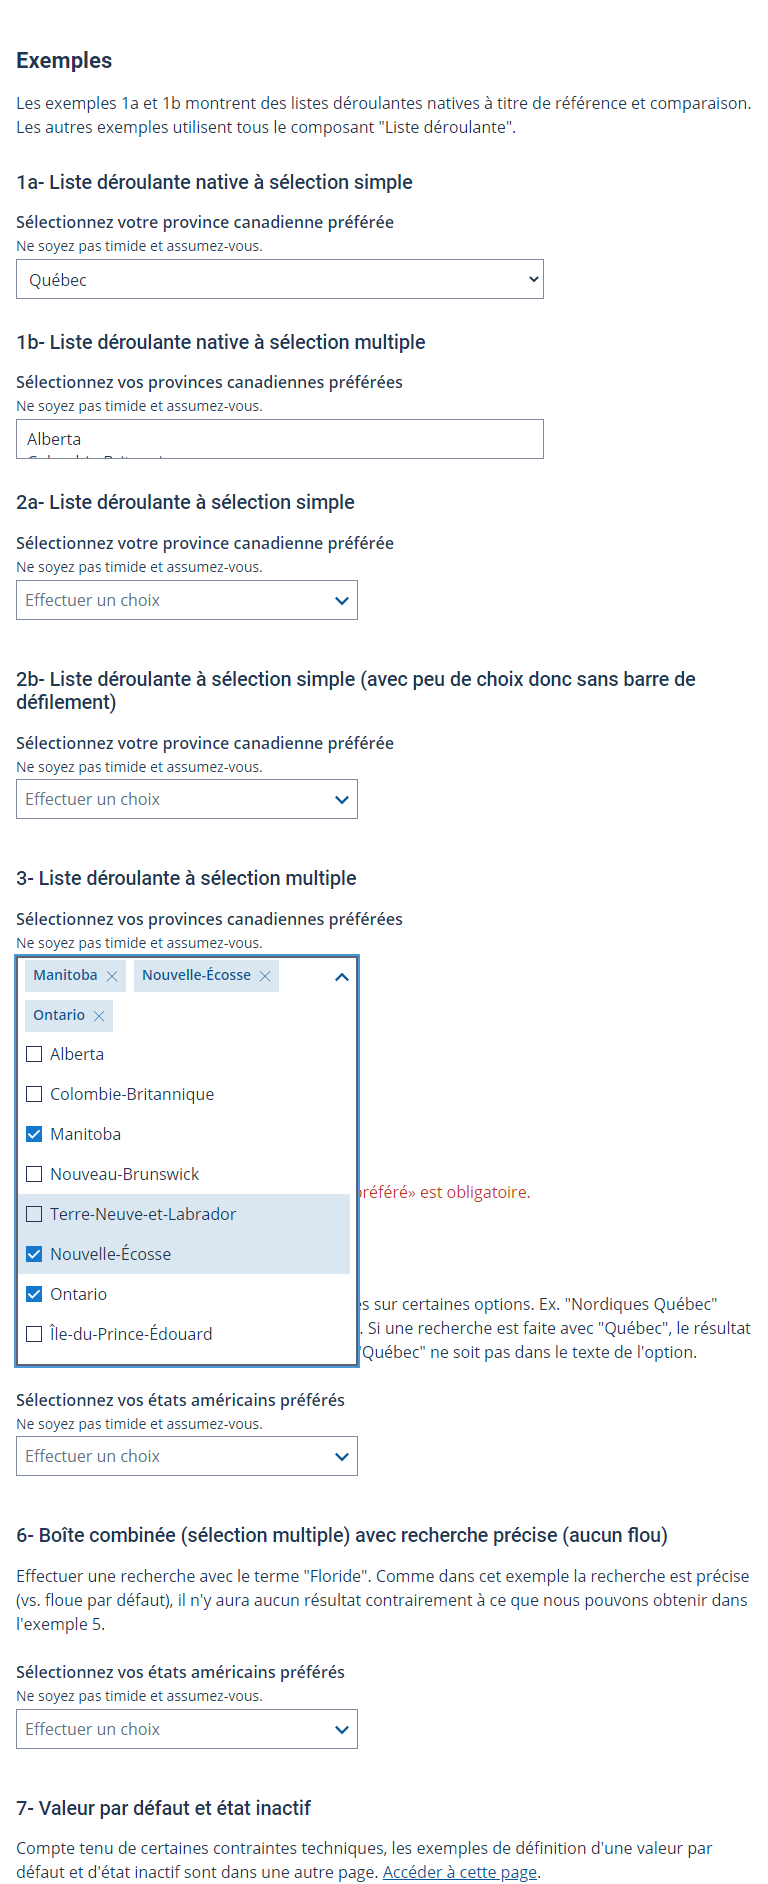 Exemples
Les exemples 1a et 1b montrent des listes déroulantes natives à titre de référence et comparaison.
Les autres exemples utilisent tous le composant "Liste déroulante".
1a- Liste déroulante native à sélection simple
Sélectionnez votre province canadienne préférée
Ne soyez pas timide et assumez-vous.
Québec
1b- Liste déroulante native à sélection multiple
Sélectionnez vos provinces canadiennes préférées
Ne soyez pas timide et assumez-vous.
Alberta
2a- Liste déroulante à sélection simple
Sélectionnez votre province canadienne préférée
Ne soyez pas timide et assumez-vous.
Effectuer un choix
2b- Liste déroulante à sélection simple (avec peu de choix donc sans barre de
défilement)
Sélectionnez votre province canadienne préférée
Ne soyez pas timide et assumez-vous.
Effectuer un choix
3- Liste déroulante à sélection multiple
Sélectionnez vos provinces canadiennes préférées
Ne soyez pas timide et assumez-vous.
Manitoba Nouvelle-Écosse
Ontario
Alberta
Colombie-Britannique
Manitoba
Nouveau-Brunswick
préféré» est obligatoire.
Terre-Neuve-et-Labrador
Nouvelle-Écosse
Ontario
sur certaines options. Ex. "Nordiques Québec"
Île-du-Prince-Édouard
. Si une recherche est faite avec "Québec", le résultat
"Québec" ne soit pas dans le texte de l'option.
Sélectionnez vos états américains préférés
Ne soyez pas timide et assumez-vous.
Effectuer un choix
6- Boîte combinée (sélection multiple) avec recherche précise (aucun flou)
Effectuer une recherche avec le terme "Floride". Comme dans cet exemple la recherche est précise
(vs. floue par défaut), il n'y aura aucun résultat contrairement à ce que nous pouvons obtenir dans
l'exemple 5.
Sélectionnez vos états américains préférés
Ne soyez pas timide et assumez-vous.
Effectuer un choix
7- Valeur par défaut et état inactif
Compte tenu de certaines contraintes techniques, les exemples de définition d'une valeur par
défaut et d'état inactif sont dans une autre page. Accéder à cette page.